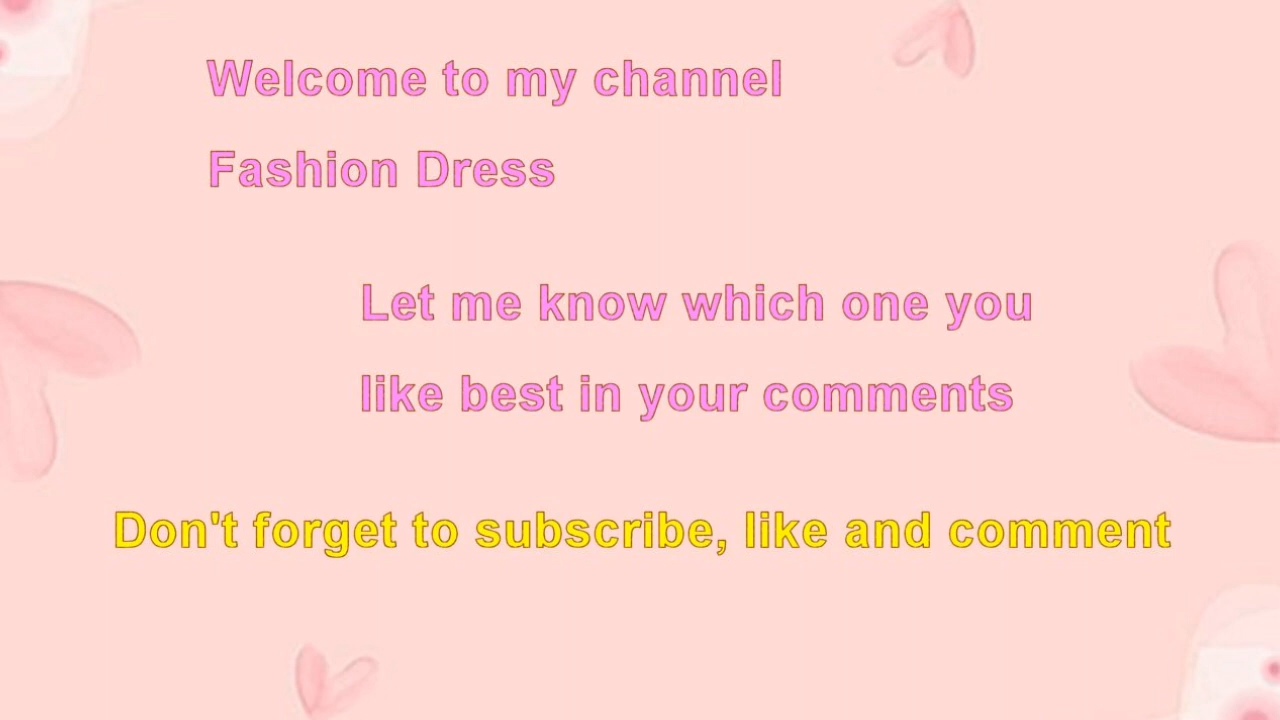 Welcome to my channel
Fashion Dress
Let me know which one you
like best in your comments
Don't forget to subscribe, like and comment